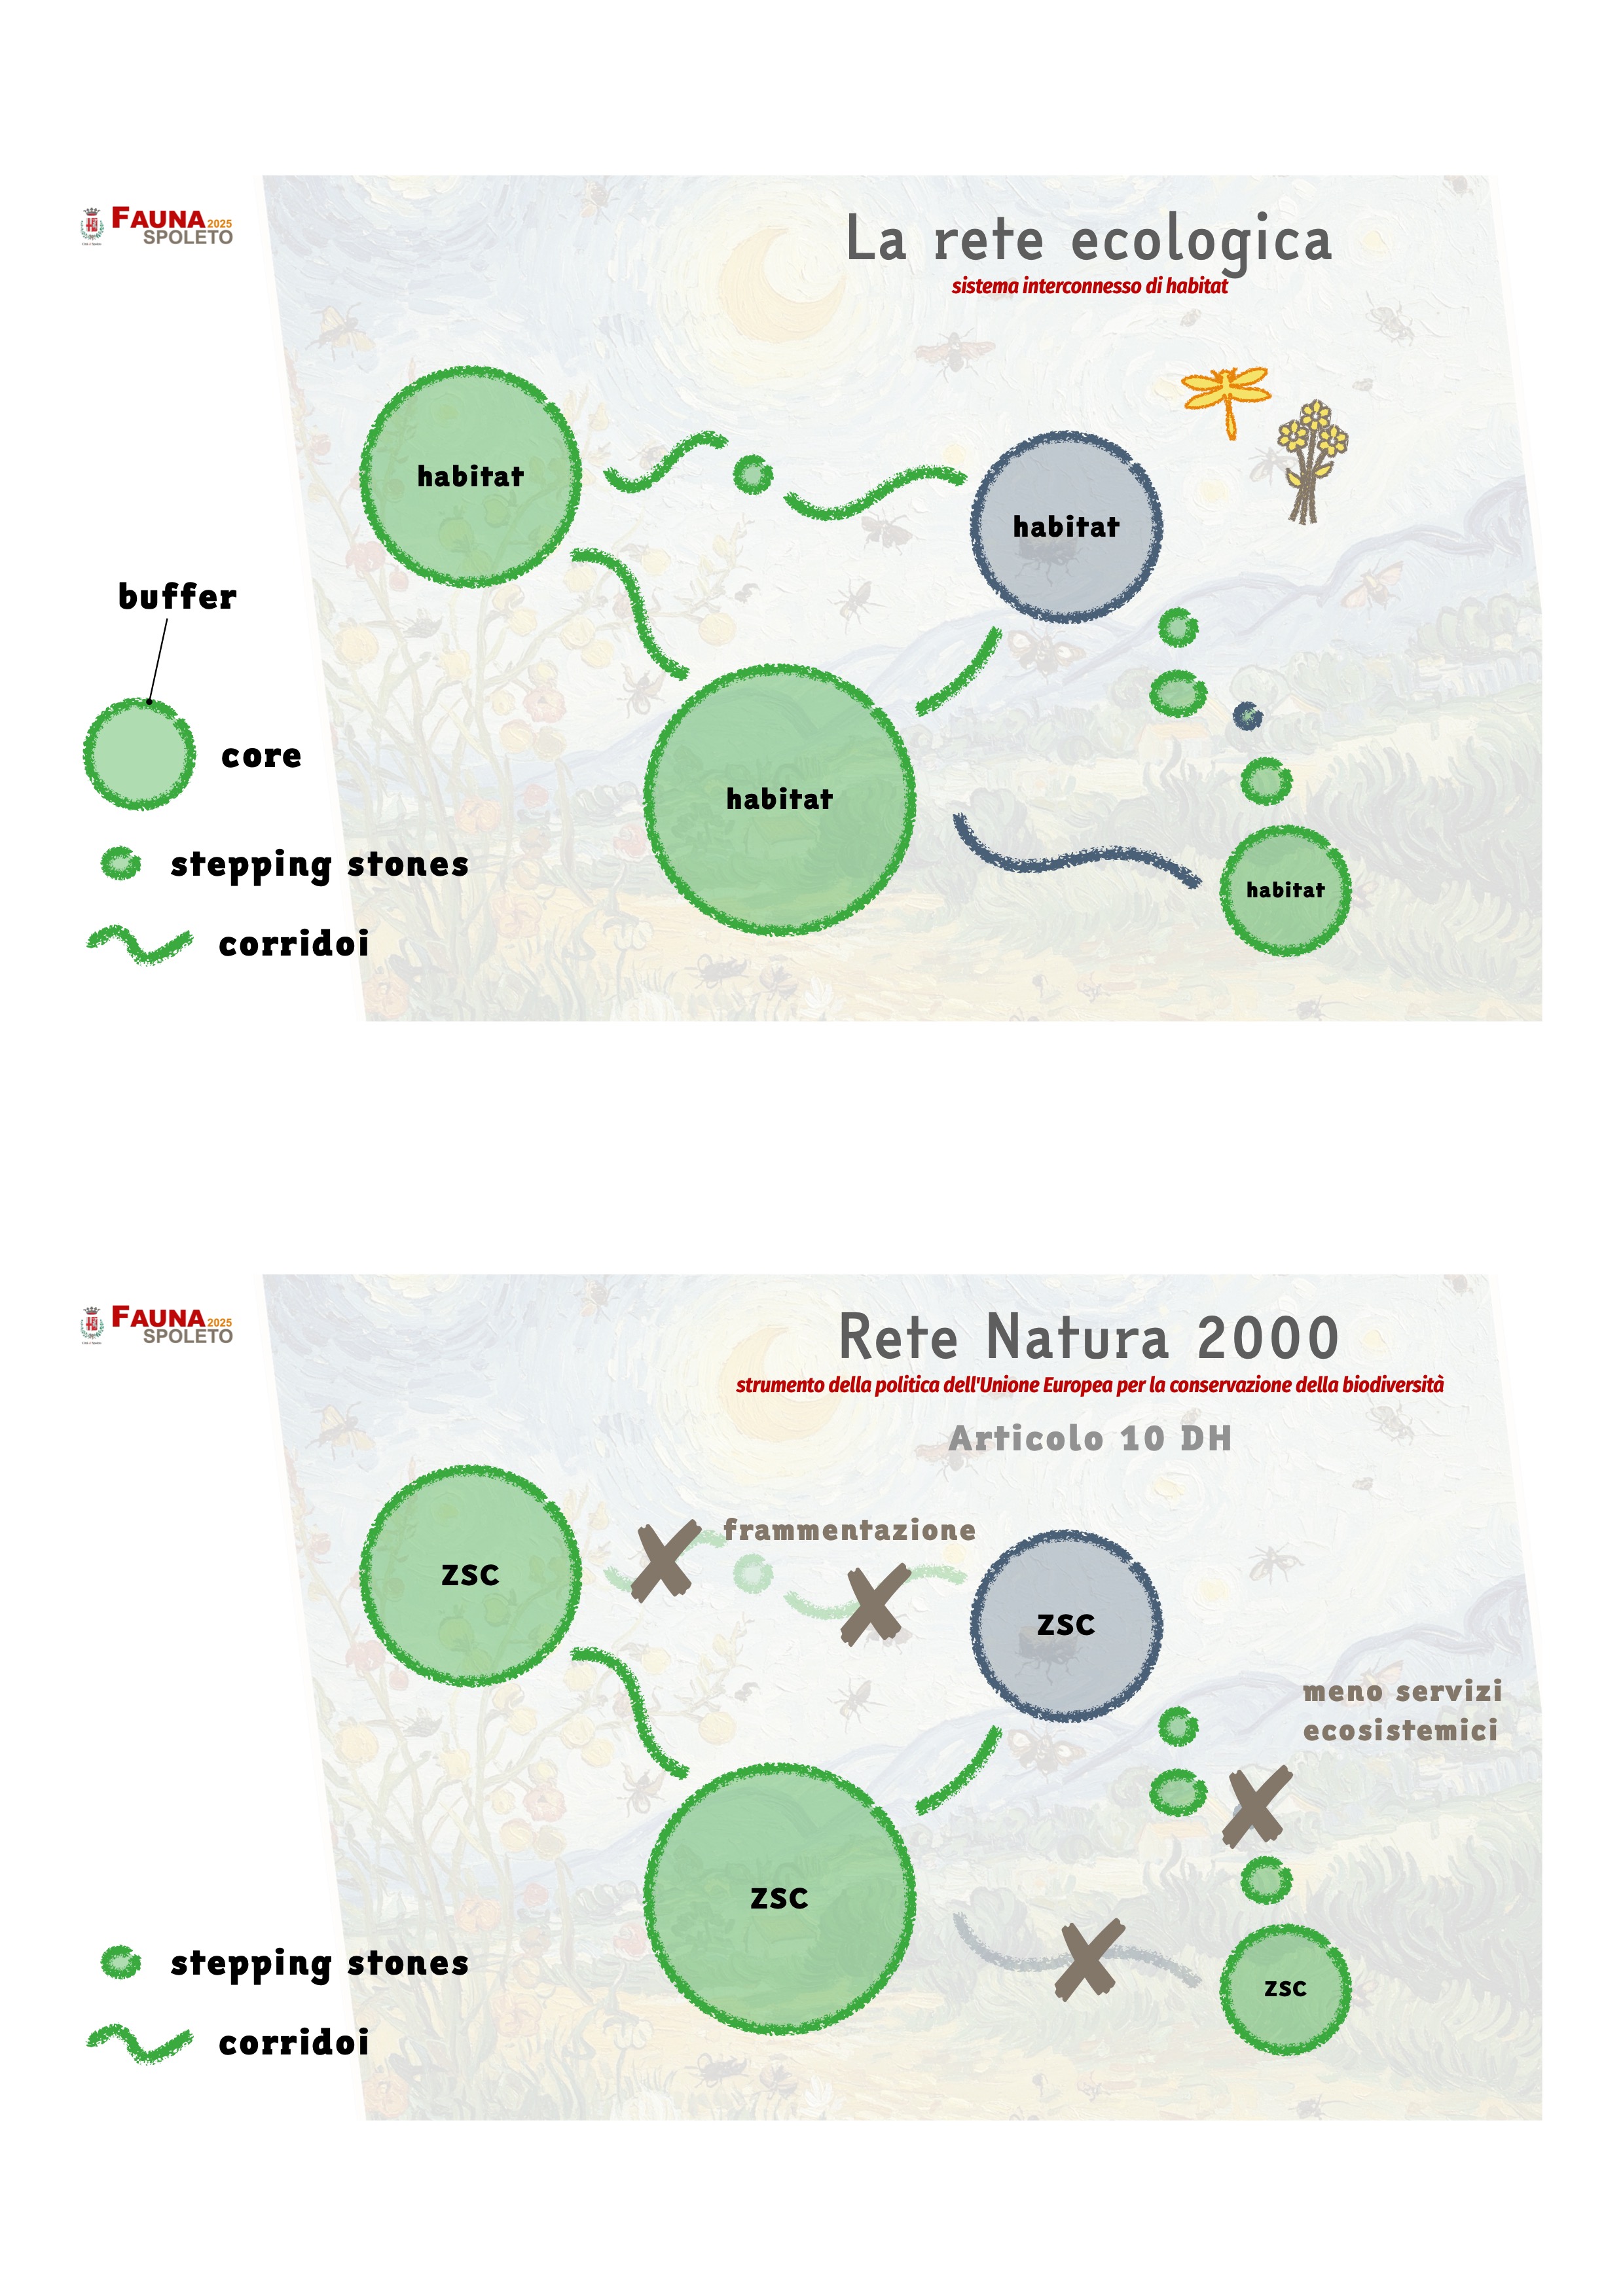 FAUNA 2025
SPOLETO
La rete ecologica
sistema interconnesso di habitat
habitat
habitat
buffer
core
habitat
stepping stones
habitat
corridoi
FAUNA 2025
SPOLETO
Rete Natura 2000
strumento della politica dell'Unione Europea per la conservazione della biodiversità
Articolo 10 DH
frammentazione
ZSC
ZSC
meno servizi
ecosistemici
ZSC
stepping stones
ZSC
corridoi